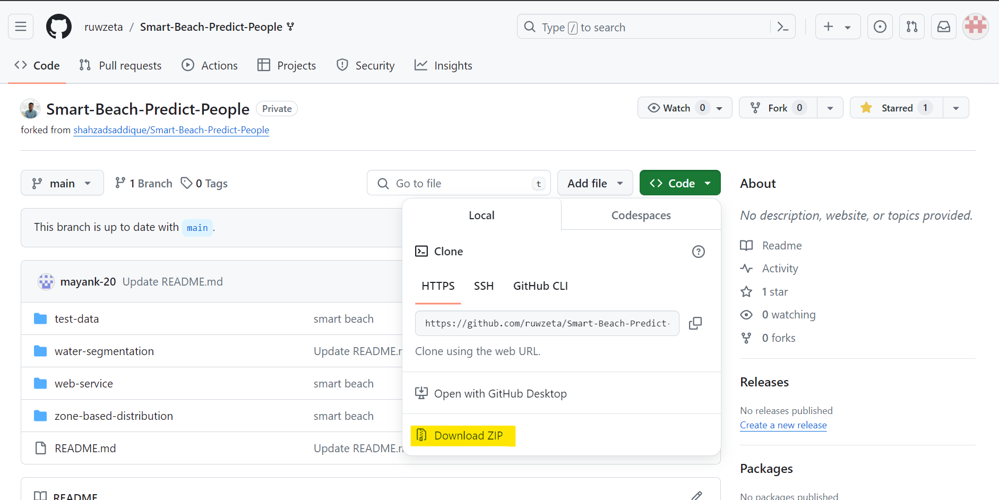 ruwzeta / Smart-Beach-Predict-People
Type / to search
Code Pull requests Actions Projects Security Insights
Smart-Beach-Predict-People Private
Watch 0 Fork 0 Starred 1
forked from shahzadsaddique/Smart-Beach-Predict-People
main 1 Branch 0 Tags Go to file t Add file Code
This branch is up to date with main .
mayank-20 Update README.md
test-data smart beach
water-segmentation Update README.
web-service smart beach
zone-based-distribution smart beach
README.md Update README.
README
Local Codespaces
Clone
HTTPS SSH GitHub CLI
https://github.com/ruwzeta/Smart-Beach-Predict-
Clone using the web URL.
Open with GitHub Desktop
Download ZIP
About
No description, website, or topics provided.
Readme
Activity
1 star
0 watching
0 forks
Releases
No releases published
Create a new release
Packages
No packages published